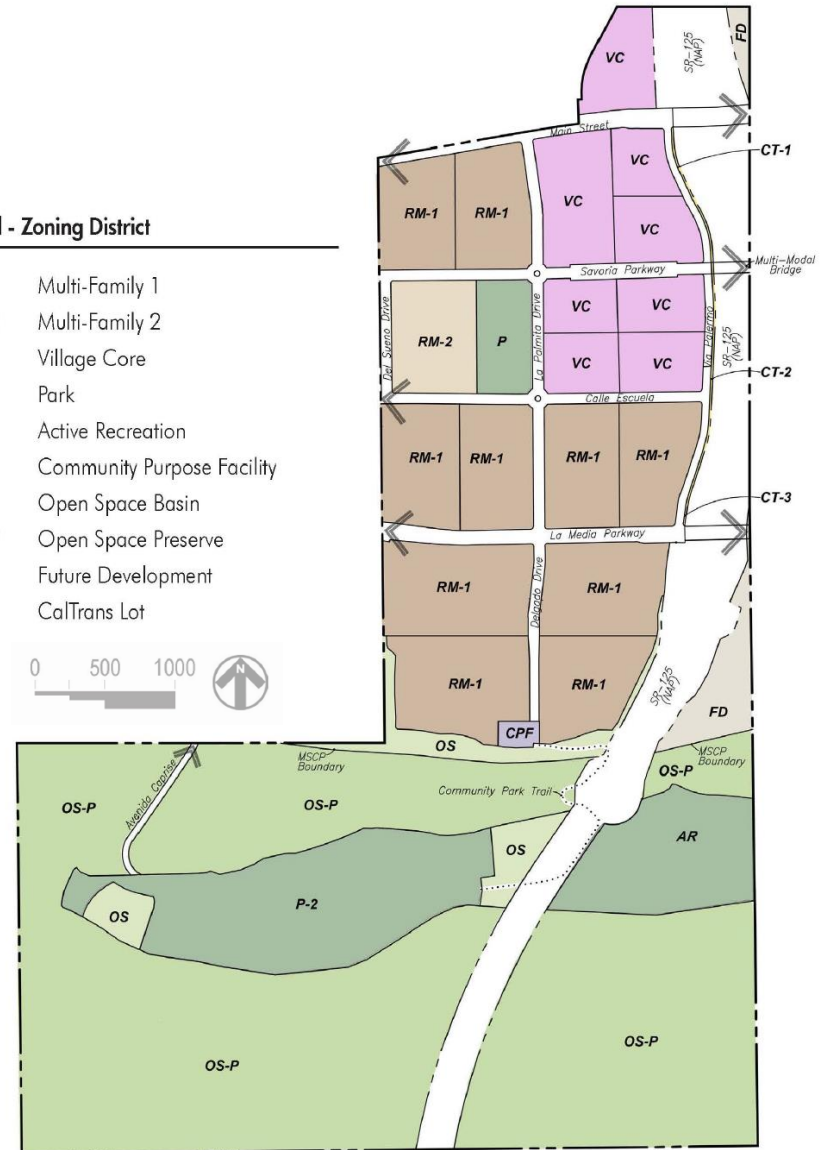 FD
VC
SR-125
(NAP)
Main Street
CT-1
VC
VC
RM-1
RM-1
VC
- Zoning District
Savoria Parkway
Multi-Modal
Bridge
Multi-Family 1
Multi-Family 2
Village Core
Park
Active Recreation
Community Purpose Facility
Open Space Basin
Open Space Preserve
Future Development
CalTrans Lot
Del Sueno Drive
RM-2
P
La Palmita Drive
VC
VC
VC
VC
Via Palermo
SR-125
(NAP)
CT-2
Calle Escuela
RM-1
RM-1
RM-1
RM-1
CT-3
La Media Parkway
RM-1
Delgado Drive
RM-1
0 500 1000
N
RM-1
RM-1
SR-125
(NAP)
FD
CPF
OS
MSCP
Boundary
MSCP
Boundary
OS-P
Avenida Caprise
OS-P
OS-P
Community Park Trail
AR
OS
P-2
OS
OS-P
OS-P